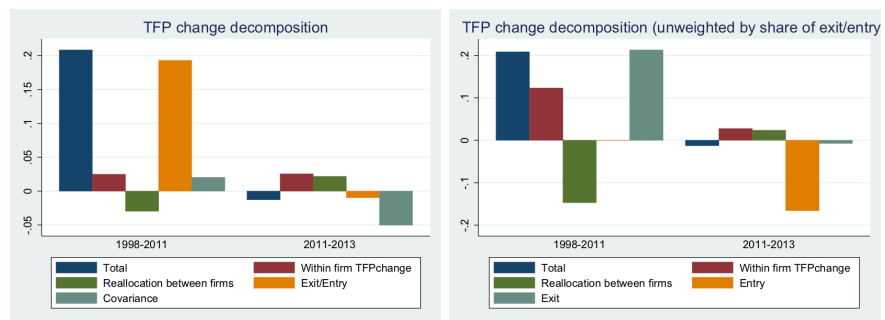 TFP change decomposition
.2
.15
.1
.05
0
-.05
1998-2011
2011-2013
Total
Within firm TFPchange
Reallocation between firms
Exit/Entry
Covariance
TFP change decomposition (unweighted by share of exit/entry
.2
.1
0
-.1
-.2
1998-2011
2011-2013
Total
Within firm TFPchange
Reallocation between firms
Entry
Exit